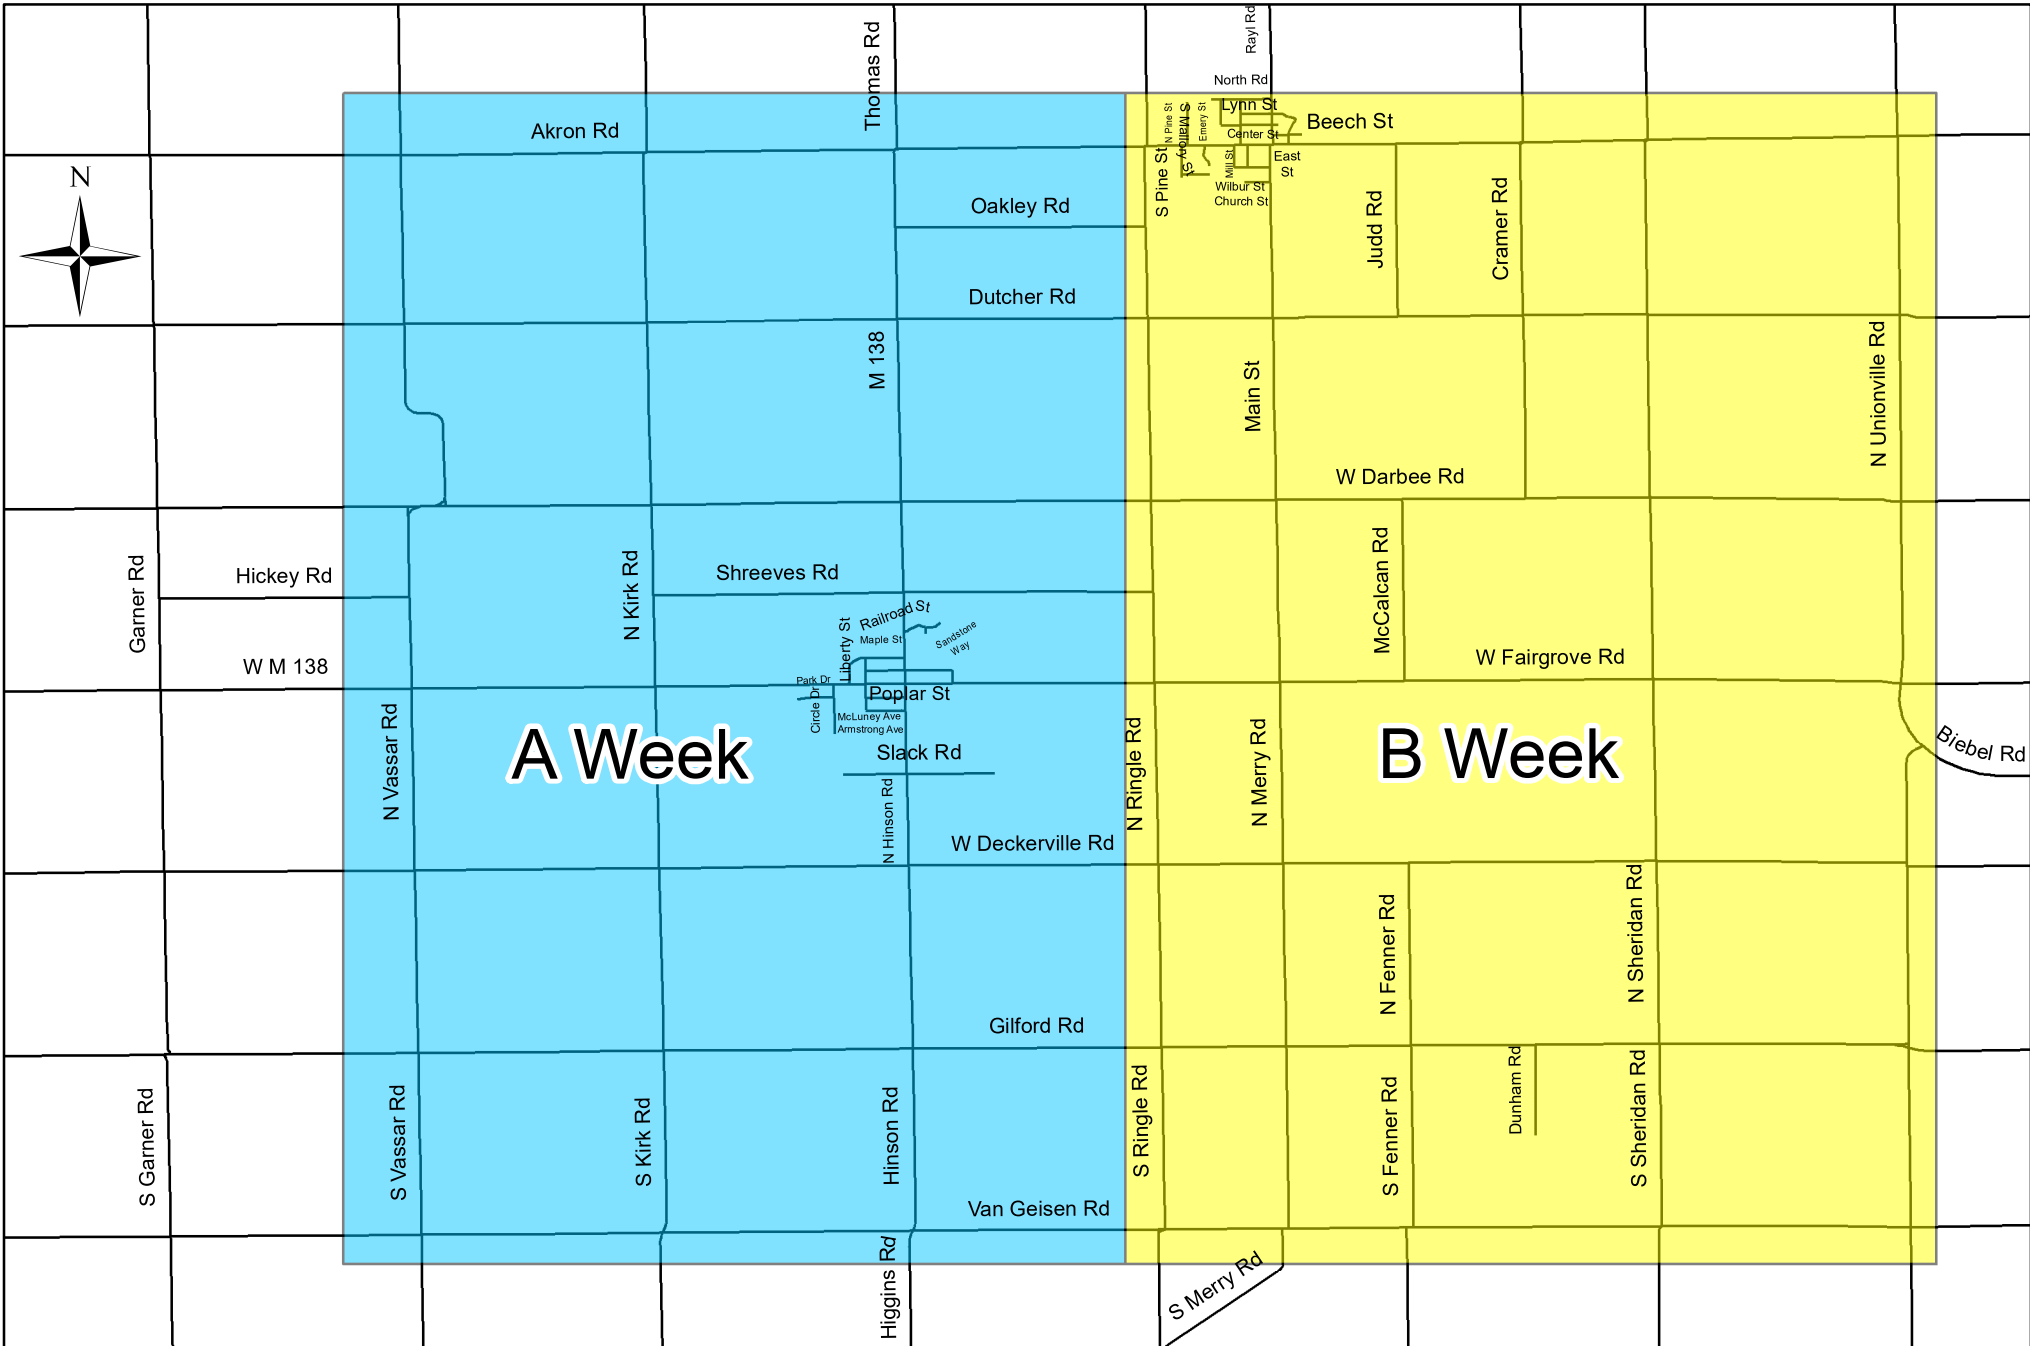 Rayl Rd
Thomas Rd
North Rd
Lynn St
N Pine St
S Mallory St
Emery St
Beech St
Center St
Akron Rd
N
S Pine St
Mill St
East
St
Wilbur St
Church St
Oakley Rd
Judd Rd
Cramer Rd
Dutcher Rd
M 138
Main St
N Unionville Rd
W Darbee Rd
Garner Rd
Hickey Rd
N Kirk Rd
Shreeves Rd
McCalcan Rd
Railroad St
Liberty St
Maple St
Sandstone
Way
W M 138
W Fairgrove Rd
Park Dr
Circle Dr
Poplar St
McLuney Ave
Armstrong Ave
N Vassar Rd
A Week
Slack Rd
N Ringle Rd
N Merry Rd
B Week
Biebel Rd
N Hinson Rd
W Deckerville Rd
N Fenner Rd
N Sheridan Rd
Gilford Rd
S Garner Rd
S Vassar Rd
S Kirk Rd
Hinson Rd
S Ringle Rd
S Fenner Rd
Dunham Rd
S Sheridan Rd
Van Geisen Rd
Higgins Rd
S Merry Rd